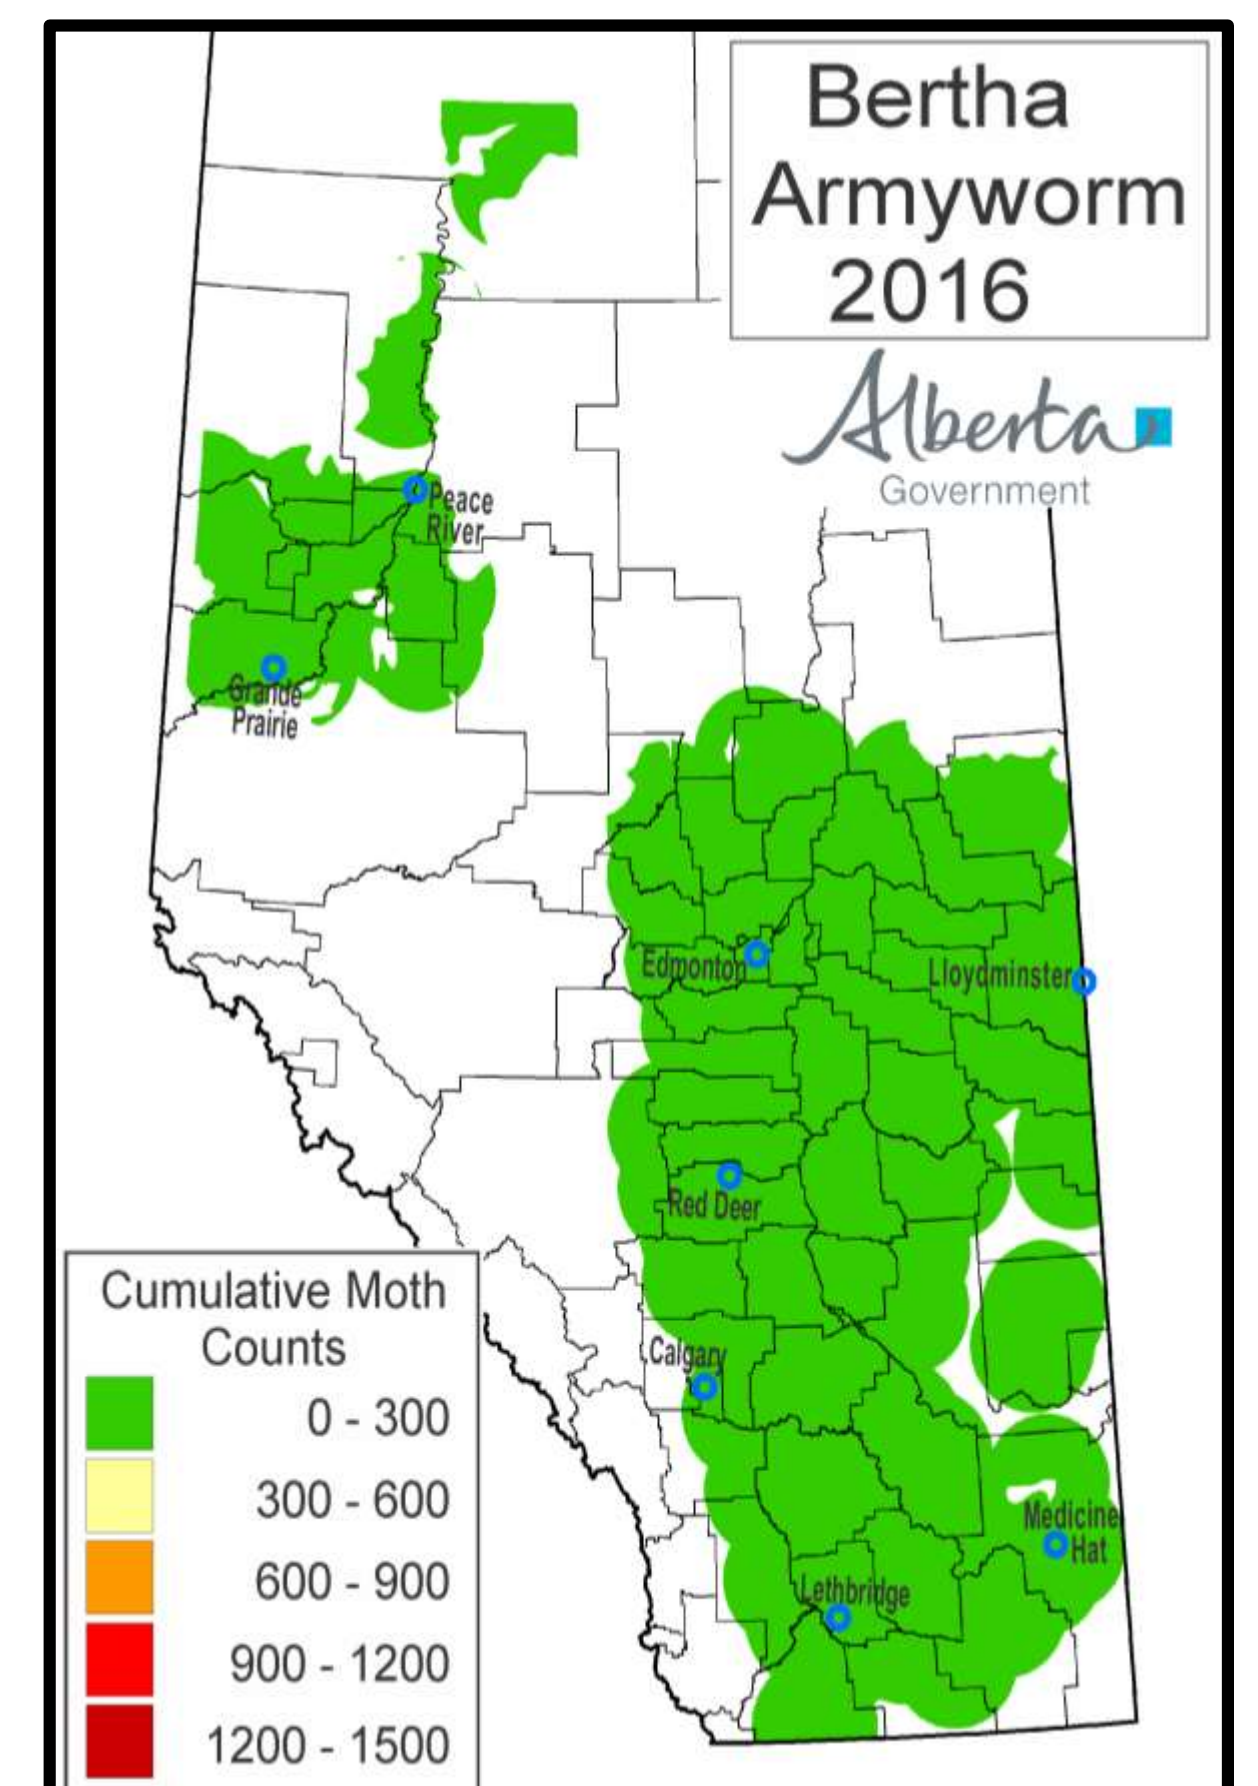 Bertha
Armyworm
2016
Alberta
Government
Peace
River
Grande
Prairie
Edmonton
Lloydminster
Red Deer
Calgary
Medicine
Hat
Lethbridge
Cumulative Moth
Counts
0 - 300
300 - 600
600 - 900
900 - 1200
1200 - 1500